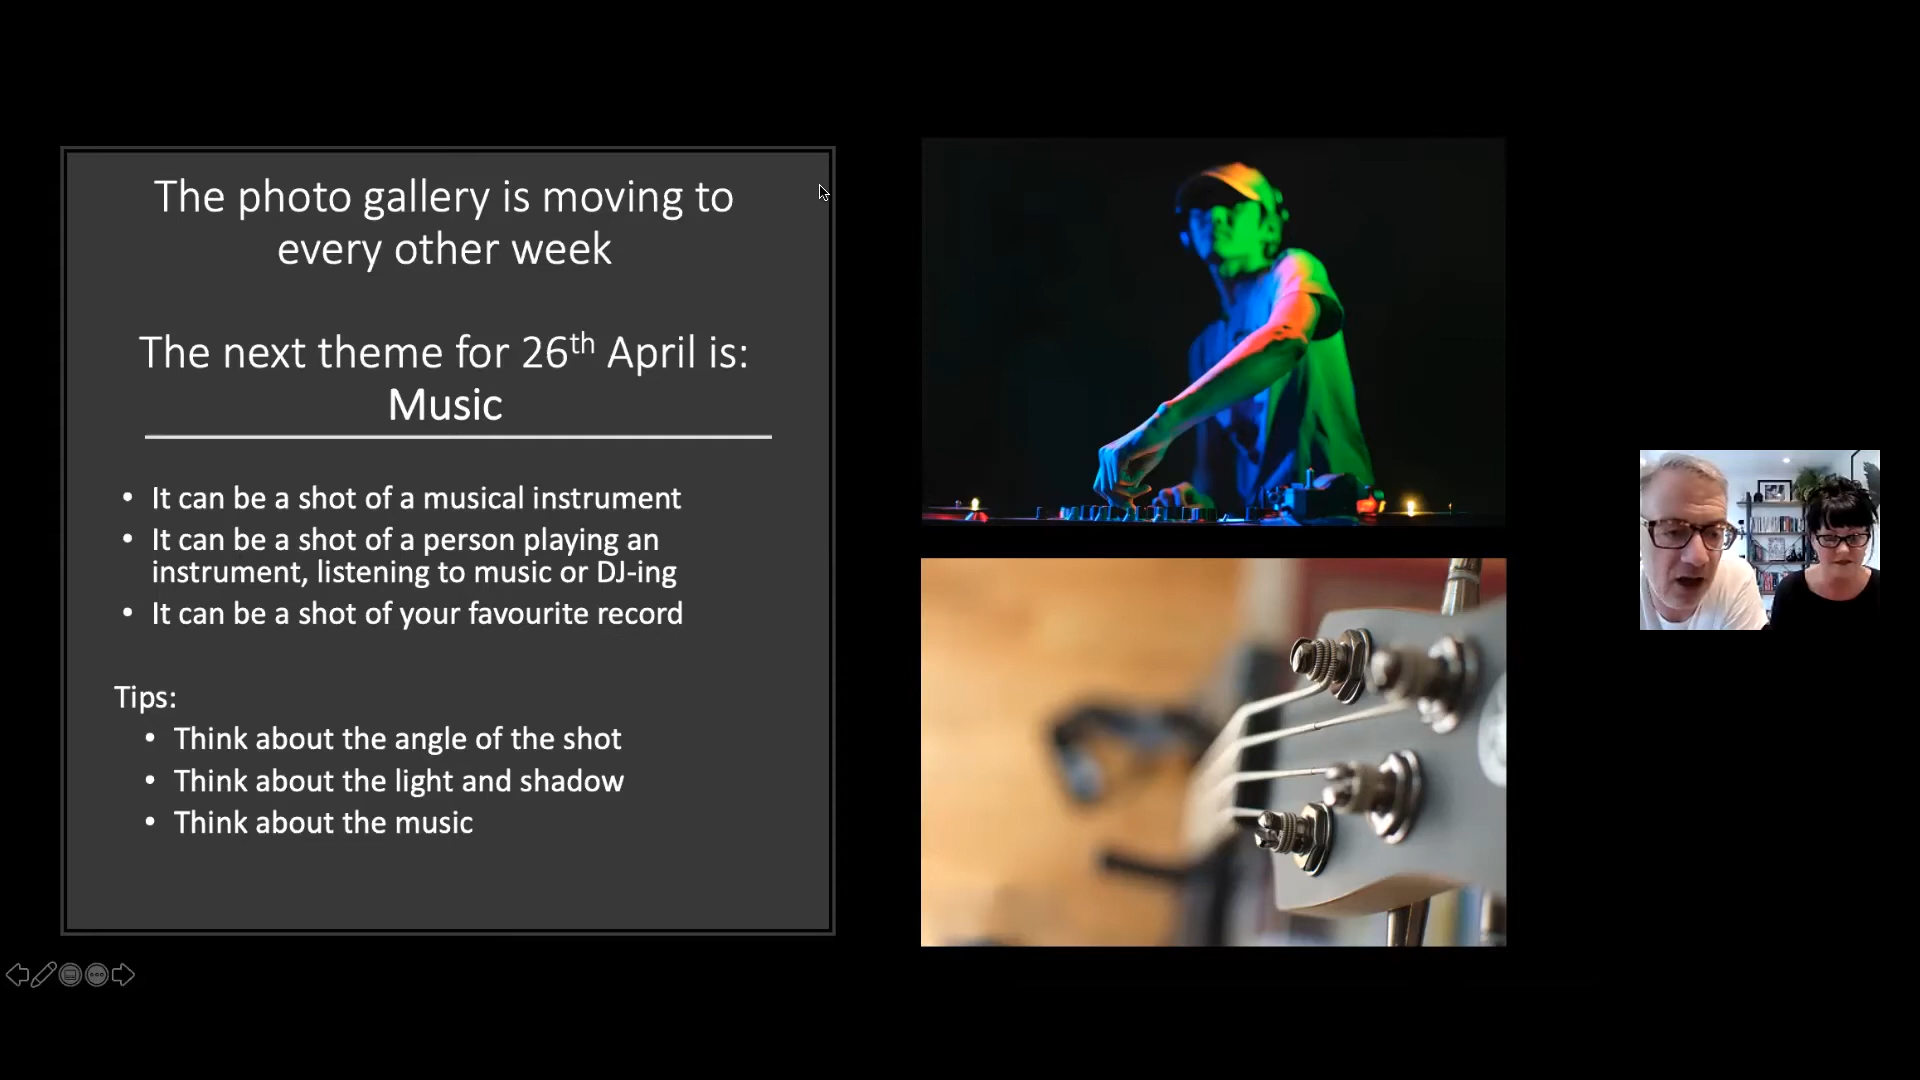 The photo gallery is moving to
every other week
The next theme for 26th April is:
Music
• It can be a shot of a musical instrument
• It can be a shot of a person playing an
instrument, listening to music or DJ-ing
• It can be a shot of your favourite record
Tips:
• Think about the angle of the shot
• Think about the light and shadow
• Think about the music